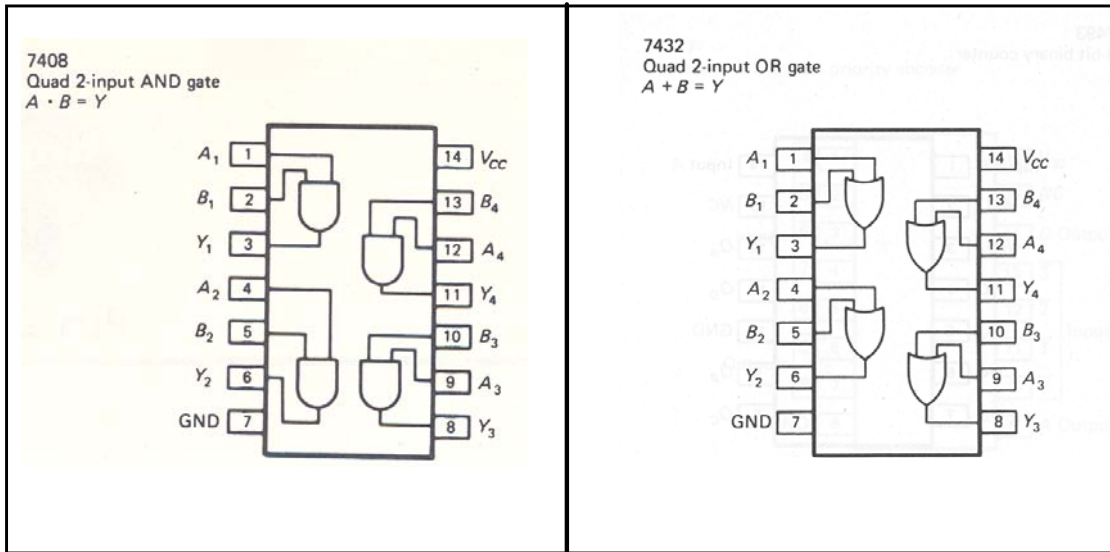 7408
Quad 2-input AND gate
A · B = Y
A₁ 1
B₁ 2
Y₁ 3
A₂ 4
B₂ 5
Y₂ 6
GND 7
14 V_CC
13 B₄
12 A₄
11 Y₄
10 B₃
9 A₃
8 Y₃
7432
Quad 2-input OR gate
A + B = Y
A₁ 1
B₁ 2
Y₁ 3
A₂ 4
B₂ 5
Y₂ 6
GND 7
14 V_CC
13 B₄
12 A₄
11 Y₄
10 B₃
9 A₃
8 Y₃